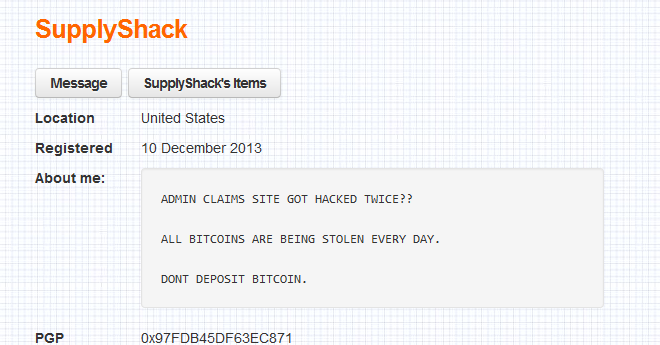 SupplyShack
Message SupplyShack's Items
Location United States
Registered 10 December 2013
About me:
ADMIN CLAIMS SITE GOT HACKED TWICE??
ALL BITCOINS ARE BEING STOLEN EVERY DAY.
DONT DEPOSIT BITCOIN.
PGP 0x97FDB45DF63EC871